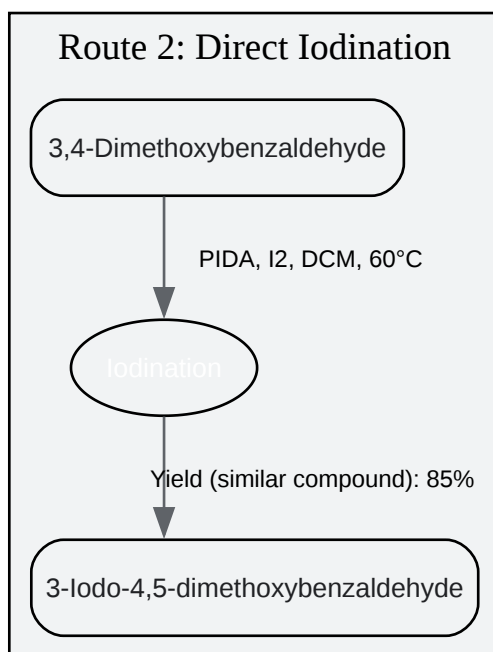 Route 2: Direct Iodination
3,4-Dimethoxybenzaldehyde
PIDA, I2, DCM, 60°C
Iodination
Yield (similar compound): 85%
3-Iodo-4,5-dimethoxybenzaldehyde